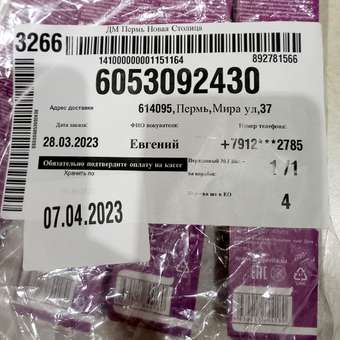 ДМ Пермь Новая Столица
3266
141000000001151164
892781566
6053092430
Адрес доставки
614095,Пермь,Мира ул,37
Дата заказа:
ФИО покупателя:
Номер телефона:
28.03.2023
Евгений
+7912***2785
Обязательно подтвердите оплату на кассе
1/1
Хранить по
4
07.04.2023
EAC